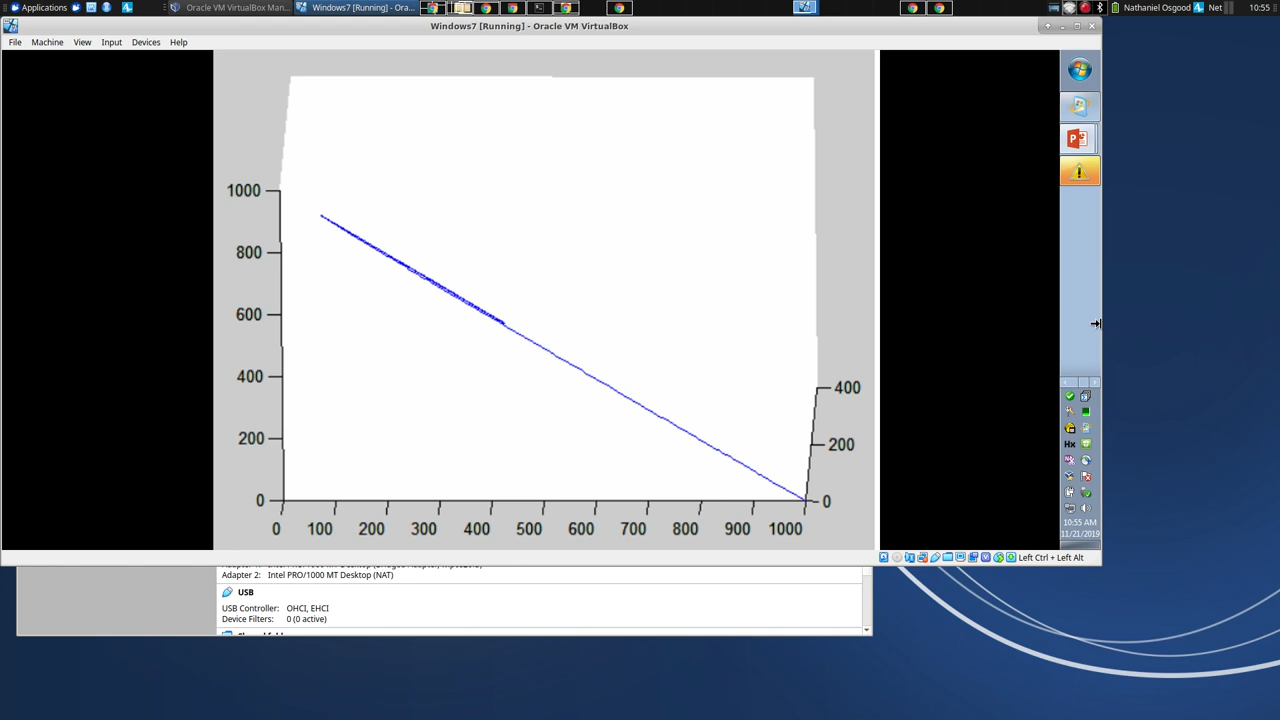 Applications
Oracle VM VirtualBox Man...
Windows7 [Running] - Ora...
Nathaniel Osgood
Net
10:55
Windows7 [Running] - Oracle VM VirtualBox
File Machine View Input Devices Help
1000
800
600
400
200
0
400
200
0
0 100 200 300 400 500 600 700 800 900 1000
Hx
10:55 AM
11/21/2019
Left Ctrl + Left Alt
Adapter 2: Intel PRO/1000 MT Desktop (NAT)
USB
USB Controller: OHCI, EHCI
Device Filters: 0 (0 active)